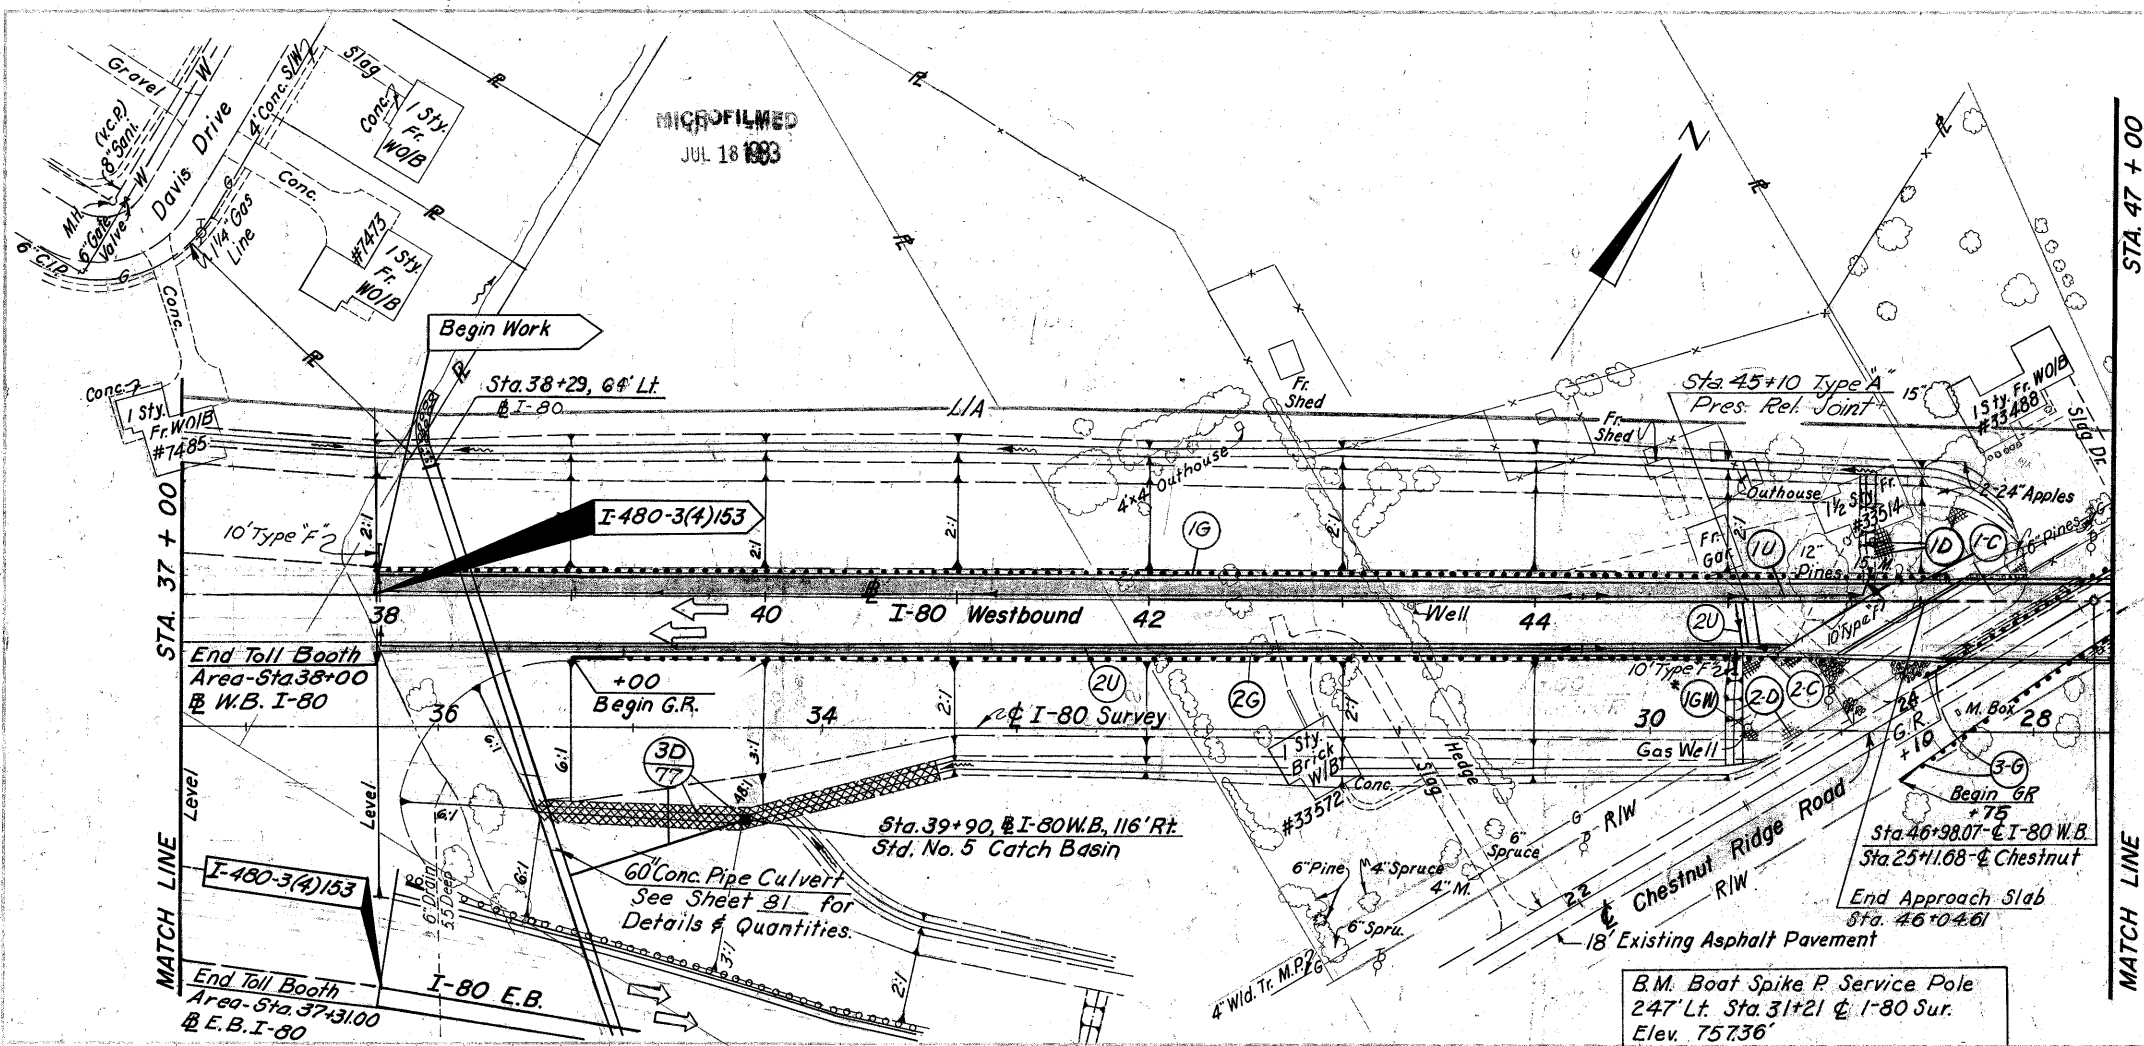 Gravel
(V.C.P.)
8" Sani.
W
W
Davis Drive
4' Conc. S/W
Slag
Conc.
1 Sty.
Fr.
WO/B
M.H.
6" Gate
Valve
6" C.I.P.
G
G
1¼" Gas
Line
Conc.
#7473
1 Sty.
Fr.
WO/B
Conc.
MICROFILMED
JUL 18 1983
Z
STA. 47 + 00
Begin Work
Sta. 38+29, 64' Lt.
℄ I-80
L/A
Conc.
1 Sty.
Fr. WO/B
#7485
STA. 37 + 00
10' Type "F"
2:1
I-480-3(4)153
2:1
2:1
2:1
2:1
1G
4'x4' Outhouse
Fr.
Shed
Fr.
Shed
Sta. 45+10 Type "A"
Pres. Rel. Joint
15"
1 Sty. Fr. WO/B
#33488
Slag Dr.
Outhouse
1½ Sty. Fr.
#33514
2-24" Apples
6" Pines
Fr.
Gar.
1U
12"
Pines
15" M.
1D
1-C
38
40
I-80 Westbound
42
Well
44
2U
10' Type "F"
End Toll Booth
Area-Sta 38+00
B W.B. I-80
+00
Begin G.R.
2U
2G
10' Type "F"
*1GW
2-D
2-C
36
34
℄ I-80 Survey
30
28
24
G.R.
+10
M. Box
Gas Well
3-G
Begin GR
+75
Sta. 46+98.07-℄ I-80 W.B.
Sta. 25+11.68-℄ Chestnut
End Approach Slab
Sta. 46+04.61
6:1
6:1
3D
77
3:1
48:1
2:1
2:1
1 Sty.
Brick
W/B
Conc.
#33572
Slag
Hedge
Sta. 39+90, B I-80 W.B., 116' Rt.
Std. No. 5 Catch Basin
60" Conc. Pipe Culvert
See Sheet 81 for
Details & Quantities.
Level
Level
6:1
6:1
6" Drain
5.5 Deep
I-480-3(4)153
MATCH LINE
End Toll Booth
Area-Sta. 37+31.00
B E.B. I-80
I-80 E.B.
3:1
2:1
6" Pine
4" Spruce
4" M.
6"
Spruce
6" Spru.
G
R/W
22
℄ Chestnut Ridge Road
R/W
18' Existing Asphalt Pavement
4" Wld. Tr. M.P.
G
B.M. Boat Spike P. Service Pole
247' Lt. Sta. 31+21 ℄ I-80 Sur.
Elev. 757.36'
MATCH LINE